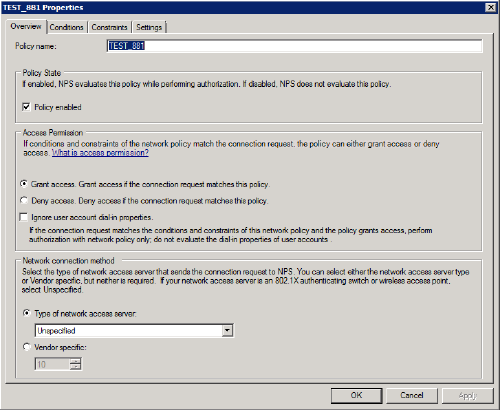 TEST_881 Properties
Overview Conditions Constraints Settings
Policy name: TEST_881
Policy State
If enabled, NPS evaluates this policy while performing authorization. If disabled, NPS does not evaluate this policy.
Policy enabled
Access Permission
If conditions and constraints of the network policy match the connection request, the policy can either grant access or deny
access. What is access permission?
Grant access. Grant access if the connection request matches this policy.
Deny access. Deny access if the connection request matches this policy.
Ignore user account dial-in properties.
If the connection request matches the conditions and constraints of this network policy and the policy grants access, perform
authorization with network policy only; do not evaluate the dial-in properties of user accounts .
Network connection method
Select the type of network access server that sends the connection request to NPS. You can select either the network access server type
or Vendor specific, but neither is required. If your network access server is an 802.1X authenticating switch or wireless access point,
select Unspecified.
Type of network access server:
Unspecified
Vendor specific:
10
OK Cancel Apply